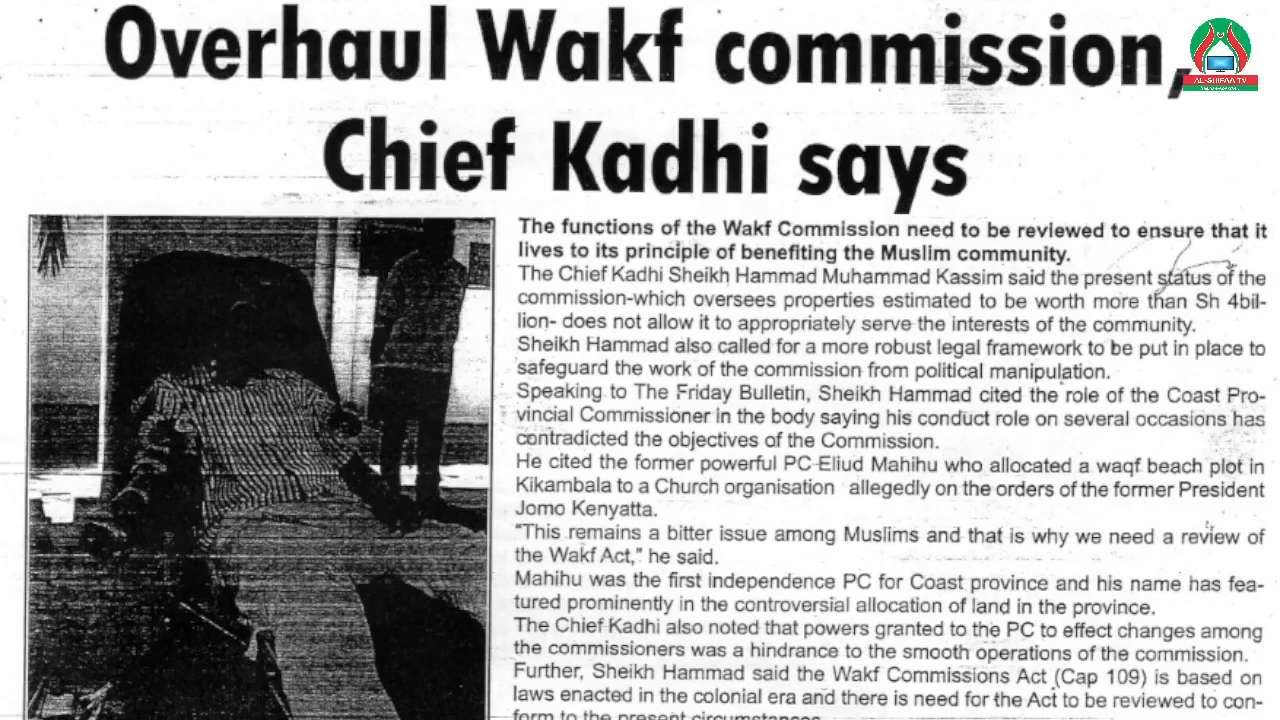 Overhaul Wakf commission,
Chief Kadhi says
AL-SHIFAA TV
The functions of the Wakf Commission need to be reviewed to ensure that it
lives to its principle of benefiting the Muslim community.
The Chief Kadhi Sheikh Hammad Muhammad Kassim said the present status of the
commission-which oversees properties estimated to be worth more than Sh 4bil-
lion- does not allow it to appropriately serve the interests of the community.
Sheikh Hammad also called for a more robust legal framework to be put in place to
safeguard the work of the commission from political manipulation.
Speaking to The Friday Bulletin, Sheikh Hammad cited the role of the Coast Pro-
vincial Commissioner in the body saying his conduct role on several occasions has
contradicted the objectives of the Commission.
He cited the former powerful PC Eliud Mahihu who allocated a waqf beach plot in
Kikambala to a Church organisation allegedly on the orders of the former President
Jomo Kenyatta.
"This remains a bitter issue among Muslims and that is why we need a review of
the Wakf Act," he said.
Mahihu was the first independence PC for Coast province and his name has fea-
tured prominently in the controversial allocation of land in the province.
The Chief Kadhi also noted that powers granted to the PC to effect changes among
the commissioners was a hindrance to the smooth operations of the commission.
Further, Sheikh Hammad said the Wakf Commissions Act (Cap 109) is based on
laws enacted in the colonial era and there is need for the Act to be reviewed to con-
form to the present circumstances